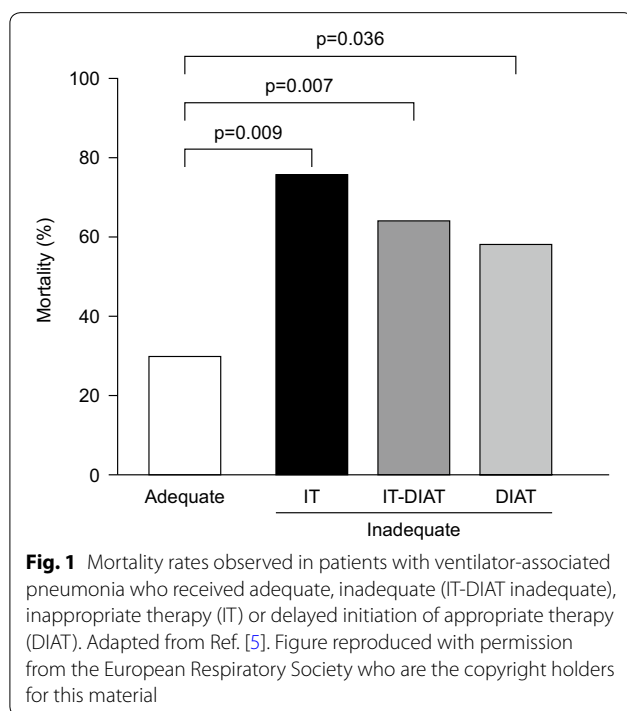 p=0.036
100
p=0.007
p=0.009
80
60
Mortality (%)
40
20
0
Adequate IT IT-DIAT DIAT
Inadequate
Fig. 1 Mortality rates observed in patients with ventilator-associated
pneumonia who received adequate, inadequate (IT-DIAT inadequate),
inappropriate therapy (IT) or delayed initiation of appropriate therapy
(DIAT). Adapted from Ref. [5]. Figure reproduced with permission
from the European Respiratory Society who are the copyright holders
for this material